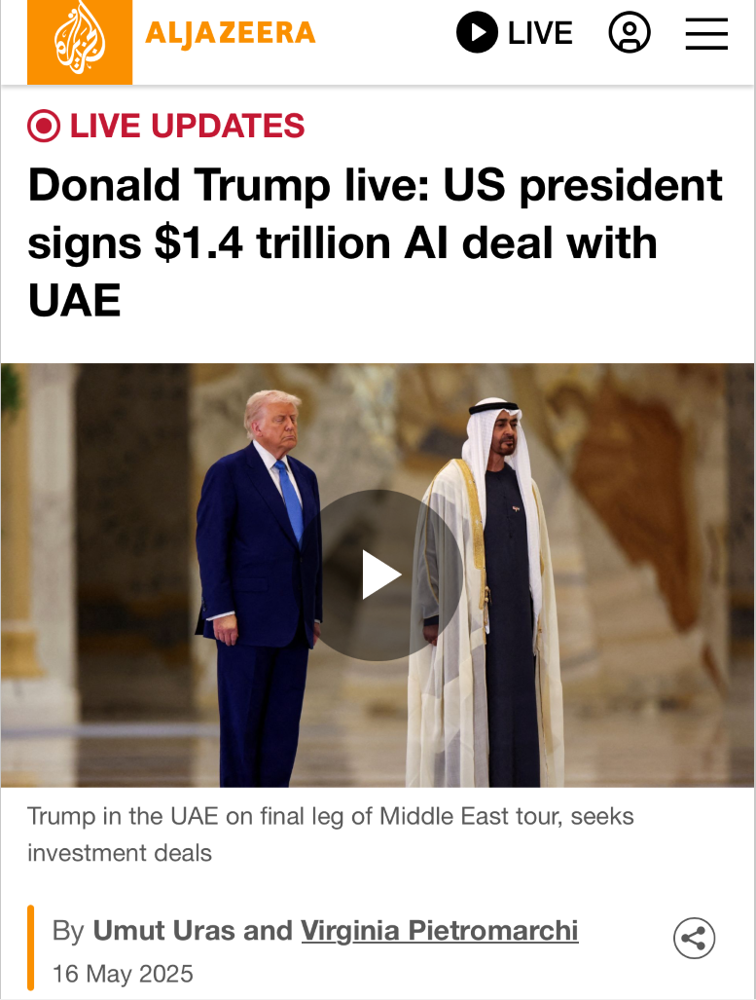 ALJAZEERA
LIVE
LIVE UPDATES
Donald Trump live: US president
signs $1.4 trillion AI deal with
UAE
Trump in the UAE on final leg of Middle East tour, seeks
investment deals
By Umut Uras and Virginia Pietromarchi
16 May 2025